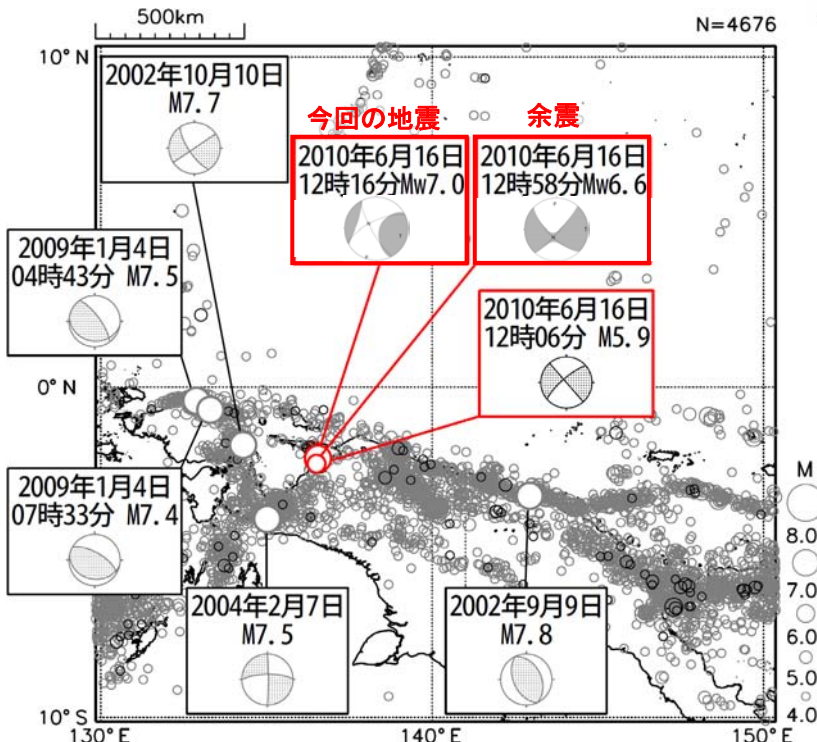 500km
N=4676
10°N
2002年10月10日
M7.7
今回の地震
2010年6月16日
12時16分Mw7.0
余震
2010年6月16日
12時58分Mw6.6
2009年1月4日
04時43分 M7.5
2010年6月16日
12時06分 M5.9
0°N
2009年1月4日
07時33分 M7.4
2004年2月7日
M7.5
2002年9月9日
M7.8
M
8.0
7.0
6.0
5.0
4.0
10°S
130°E
140°E
150°E